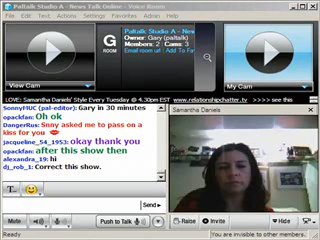 Paltalk Studio A - News Talk Online - Voice Room
File Edit Text Actions Settings Favorites Admin Help
View Cam
G
ROOM
Paltalk Studio A - News Talk
Owner: Gary (paltalk)
Members: 2 Cams: 3
Email room url | Add To Fav
My Cam
LOVE: Samantha Daniels' Style Every Tuesday @ 4.30pm EST www.relationshipchatter.tv >>>> see this
SonnyMUC (pal-editor): Gary in 30 minutes
opackfan: Oh ok
DangerRus: Snny asked me to pass on a kiss for you
jacqueline_54_1953: okay thank you
opackfan: after this show then
alexandra_19: hi
dj_rob_1: Correct this show.
Samantha Daniels
T
Send
Mute
Push to Talk
Raise
Invite
Hide
Ready
You are invisible to other members.